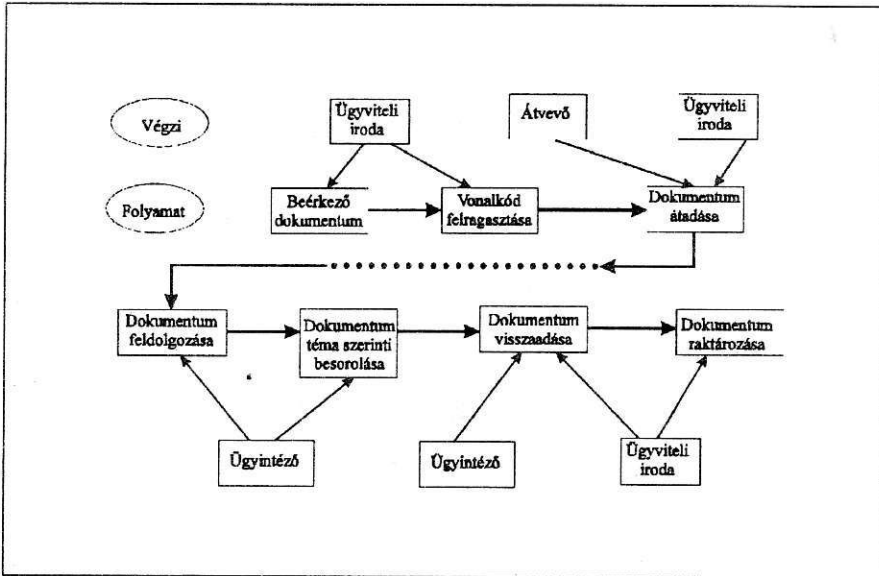 Végzi
Ügyviteli
iroda
Átvevő
Ügyviteli
iroda
Folyamat
Beérkező
dokumentum
Vonalkód
felragasztása
Dokumentum
átadása
Dokumentum
feldolgozása
Dokumentum
téma szerinti
besorolása
Dokumentum
visszaadása
Dokumentum
raktározása
Ügyintéző
Ügyintéző
Ügyviteli
iroda